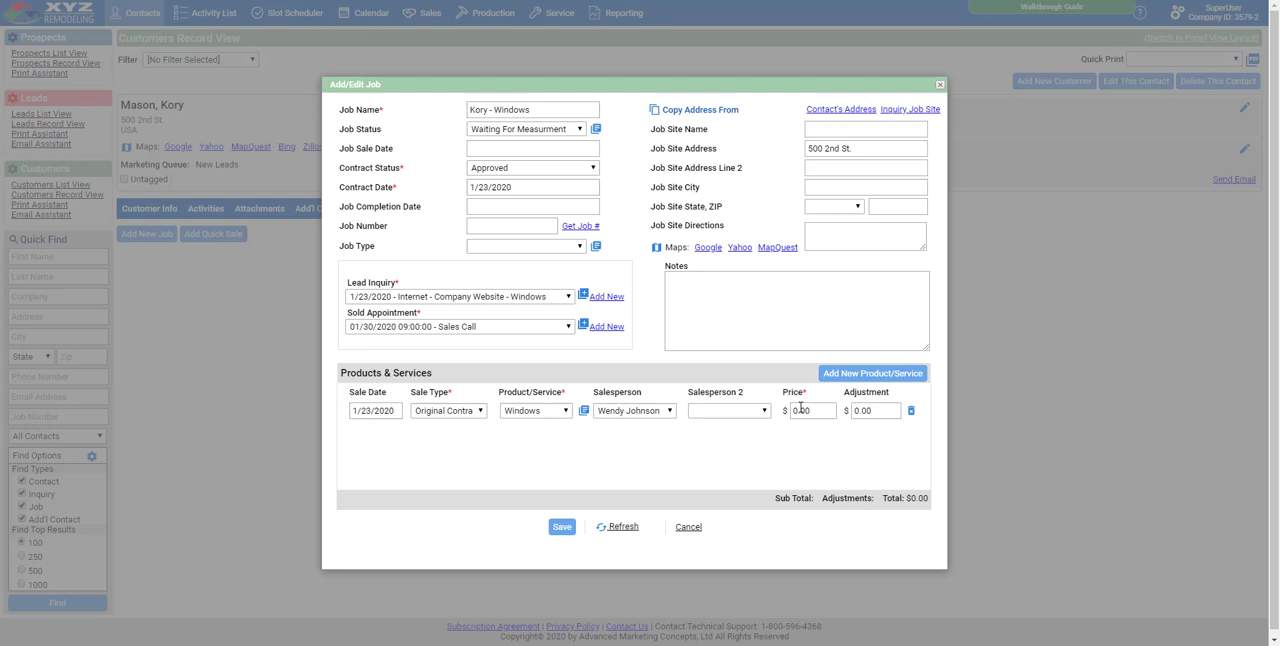 XYZ REMODELING
Contacts Activity List Slot Scheduler Calendar Sales Production Service Reporting
Walkthrough Guide
?
SuperUser
Company ID: 3579-2
Prospects
Prospects List View
Prospects Record View
Print Assistant
Leads
Leads List View
Leads Record View
Print Assistant
Email Assistant
Customers
Customers List View
Customers Record View
Print Assistant
Email Assistant
Quick Find
First Name
Last Name
Company
Address
City
State Zip
Phone Number
Email Address
Job Number
All Contacts
Find Options
Find Types
Contact
Inquiry
Job
Add'l Contact
Find Top Results
100
250
500
1000
Find
Customers Record View
(Switch to Panel View Layout)
Filter [No Filter Selected]
Quick Print
Add New Customer Edit This Contact Delete This Contact
Mason, Kory
500 2nd St.
USA
Maps: Google Yahoo MapQuest Bing Zillo
Marketing Queue: New Leads
Untagged
Send Email
Customer Info Activities Attachments Add'l C
Add New Job Add Quick Sale
Add/Edit Job
Job Name* Kory - Windows
Job Status Waiting For Measurment
Job Sale Date
Contract Status* Approved
Contract Date* 1/23/2020
Job Completion Date
Job Number Get Job #
Job Type
Copy Address From Contact's Address Inquiry Job Site
Job Site Name
Job Site Address 500 2nd St.
Job Site Address Line 2
Job Site City
Job Site State, ZIP
Job Site Directions
Maps: Google Yahoo MapQuest
Lead Inquiry*
1/23/2020 - Internet - Company Website - Windows Add New
Sold Appointment*
01/30/2020 09:00:00 - Sales Call Add New
Notes
Products & Services Add New Product/Service
Sale Date Sale Type* Product/Service* Salesperson Salesperson 2 Price* Adjustment
1/23/2020 Original Contra Windows Wendy Johnson $ 0.00 $ 0.00
Sub Total: Adjustments: Total: $0.00
Save Refresh Cancel
Subscription Agreement | Privacy Policy | Contact Us | Contact Technical Support: 1-800-596-4368
Copyright© 2020 by Advanced Marketing Concepts, Ltd All Rights Reserved